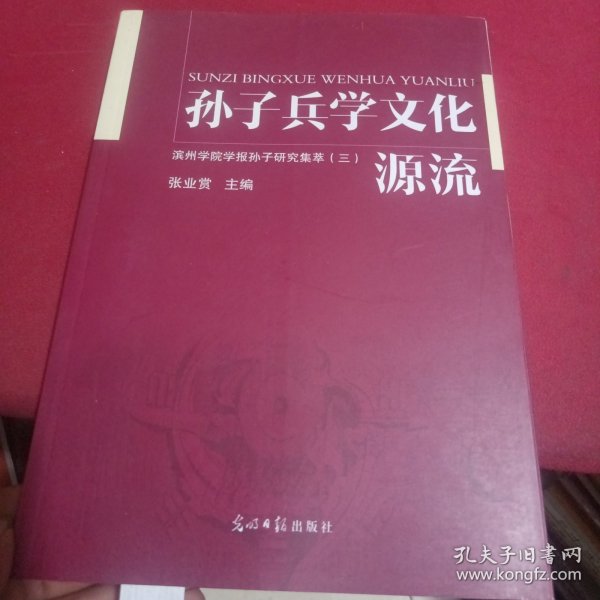 SUNZI BINGXUE WENHUA YUANLIU
孙子兵学文化
滨州学院学报孙子研究集萃(三)
源流
张业赏 主编
光明日报出版社
孔夫子旧书网
www.kongfz.com